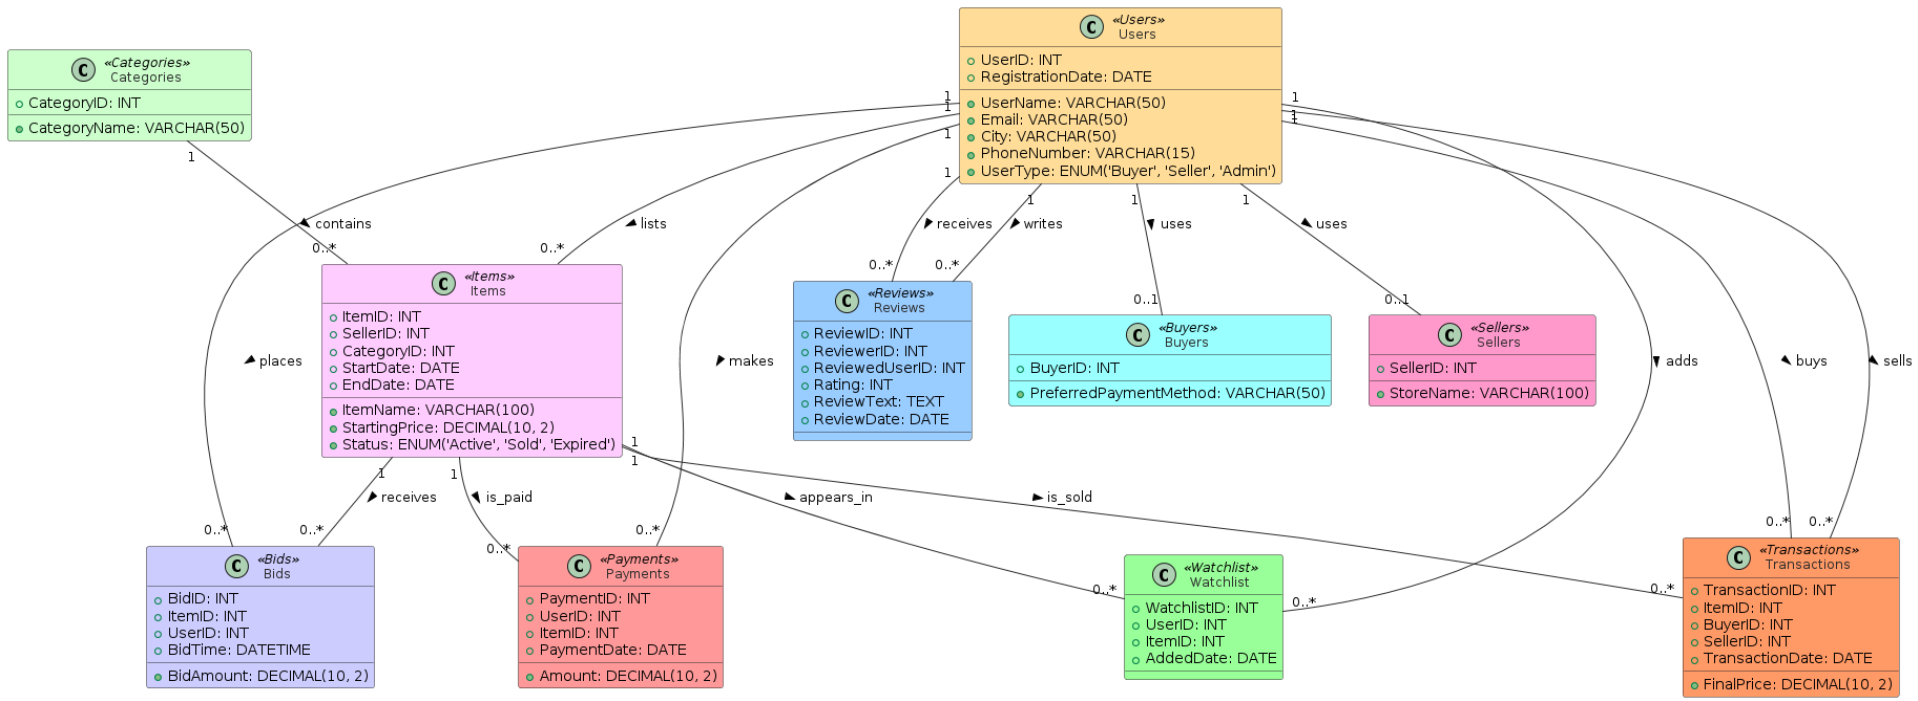 «Users»
C
Users
UserID: INT
RegistrationDate: DATE
UserName: VARCHAR(50)
Email: VARCHAR(50)
City: VARCHAR(50)
PhoneNumber: VARCHAR(15)
UserType: ENUM('Buyer', 'Seller', 'Admin')
«Categories»
C
Categories
CategoryID: INT
CategoryName: VARCHAR(50)
1
1
1
1
1
1
1
1
1
1
1
1
contains
lists
receives
writes
uses
uses
0..*
0..*
0..*
0..*
0..1
0..1
«Items»
C
Items
ItemID: INT
SellerID: INT
CategoryID: INT
StartDate: DATE
EndDate: DATE
ItemName: VARCHAR(100)
StartingPrice: DECIMAL(10, 2)
Status: ENUM('Active', 'Sold', 'Expired')
«Reviews»
C
Reviews
ReviewID: INT
ReviewerID: INT
ReviewedUserID: INT
Rating: INT
ReviewText: TEXT
ReviewDate: DATE
«Buyers»
C
Buyers
BuyerID: INT
PreferredPaymentMethod: VARCHAR(50)
«Sellers»
C
Sellers
SellerID: INT
StoreName: VARCHAR(100)
places
makes
adds
buys
sells
1
1
1
1
receives
is_paid
appears_in
is_sold
0..*
0..*
0..*
0..*
0..*
0..*
0..*
0..*
0..*
0..*
«Bids»
C
Bids
BidID: INT
ItemID: INT
UserID: INT
BidTime: DATETIME
BidAmount: DECIMAL(10, 2)
«Payments»
C
Payments
PaymentID: INT
UserID: INT
ItemID: INT
PaymentDate: DATE
Amount: DECIMAL(10, 2)
«Watchlist»
C
Watchlist
WatchlistID: INT
UserID: INT
ItemID: INT
AddedDate: DATE
«Transactions»
C
Transactions
TransactionID: INT
ItemID: INT
BuyerID: INT
SellerID: INT
TransactionDate: DATE
FinalPrice: DECIMAL(10, 2)